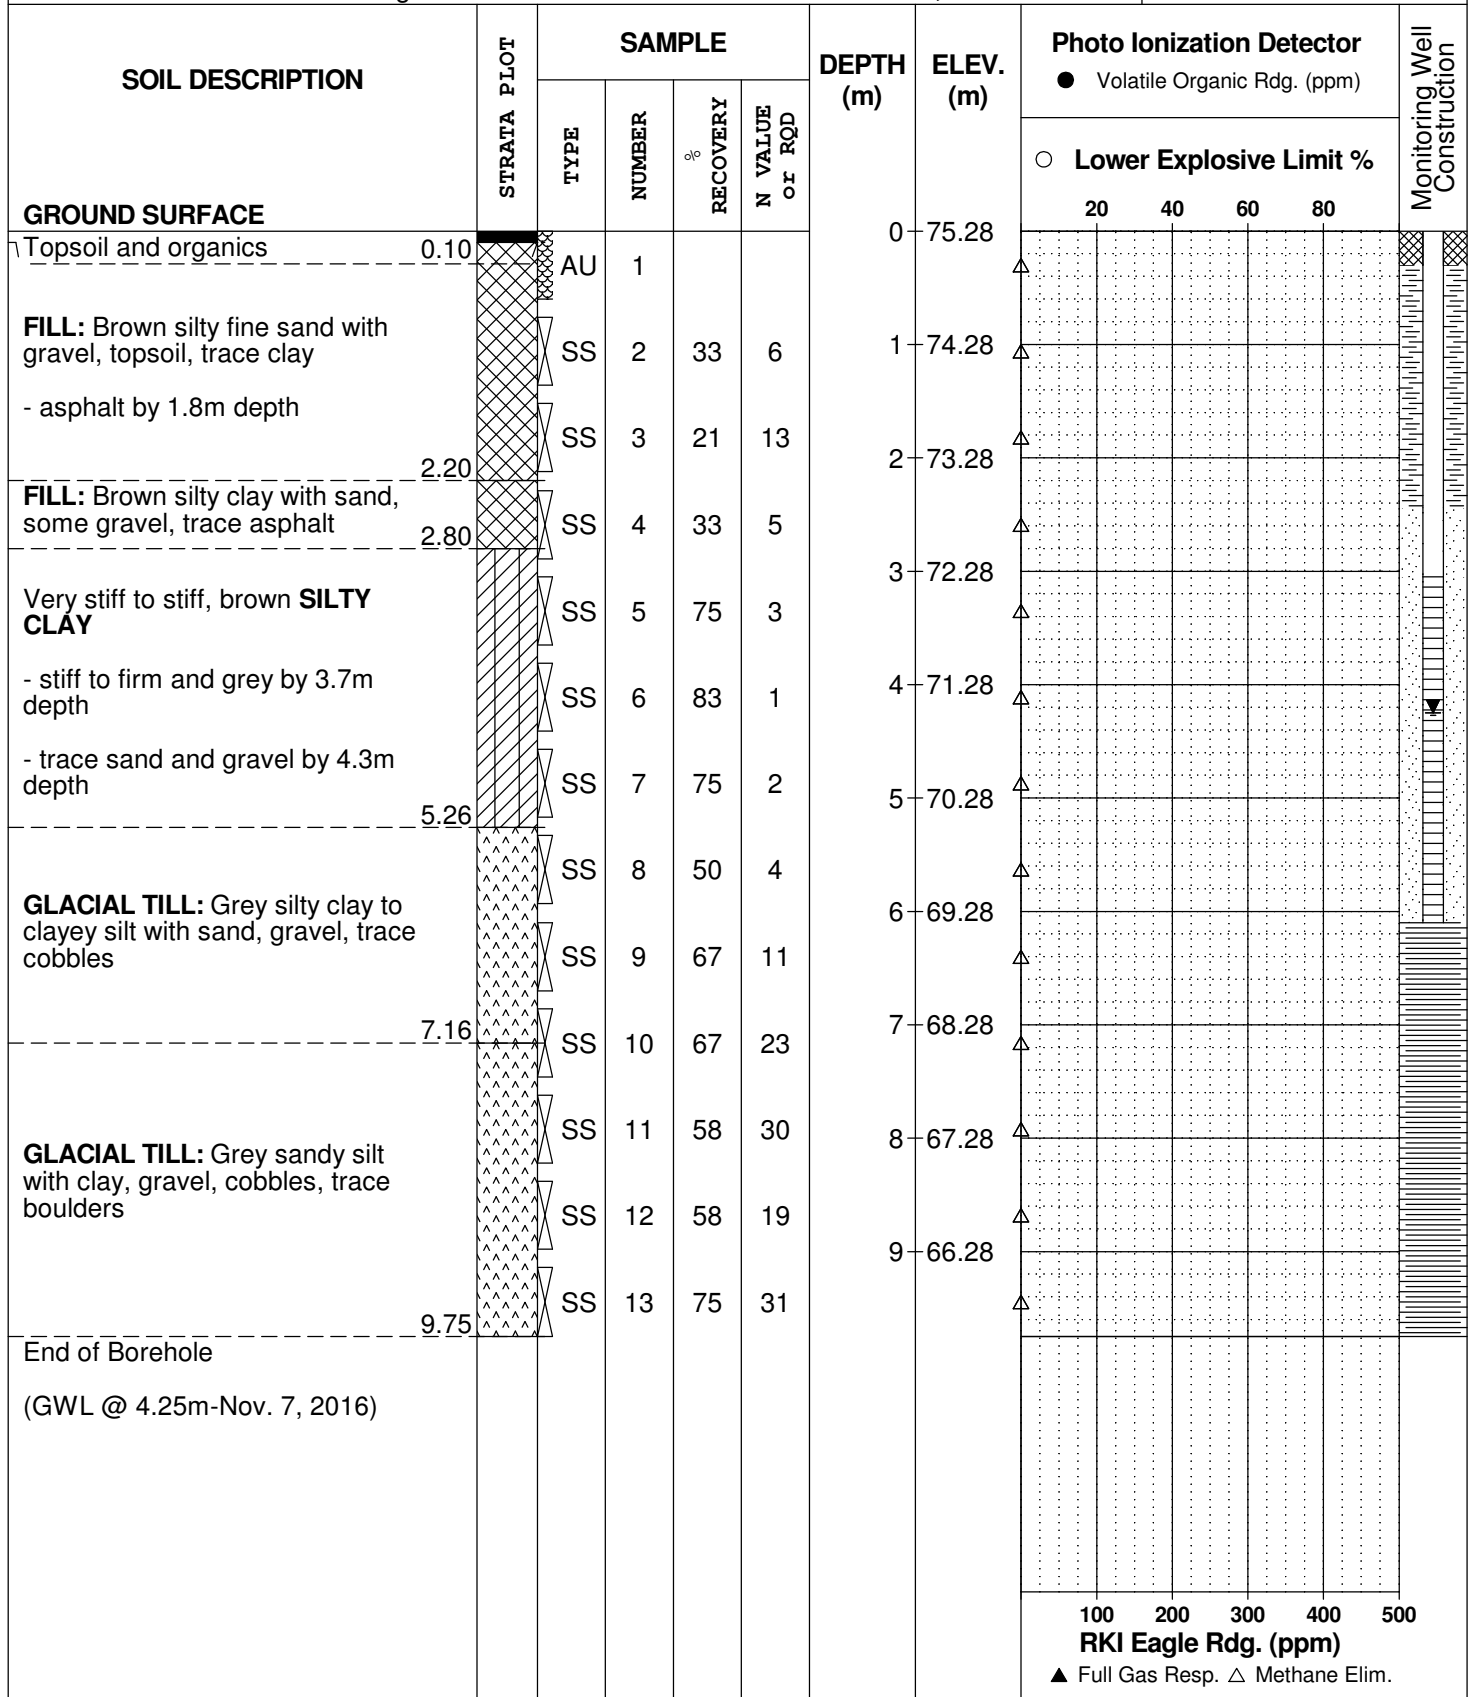 SOIL DESCRIPTION
GROUND SURFACE
STRATA PLOT
SAMPLE
TYPE
NUMBER
%
RECOVERY
N VALUE
or RQD
DEPTH
(m)
ELEV.
(m)
Photo Ionization Detector
● Volatile Organic Rdg. (ppm)
○ Lower Explosive Limit %
20 40 60 80
Monitoring Well
Construction
0 75.28
Topsoil and organics 0.10
AU 1
FILL: Brown silty fine sand with
gravel, topsoil, trace clay
SS 2 33 6
1 74.28
- asphalt by 1.8m depth
SS 3 21 13
2 73.28
2.20
FILL: Brown silty clay with sand,
some gravel, trace asphalt
2.80
SS 4 33 5
3 72.28
Very stiff to stiff, brown SILTY
CLAY
SS 5 75 3
- stiff to firm and grey by 3.7m
depth
SS 6 83 1
4 71.28
- trace sand and gravel by 4.3m
depth
SS 7 75 2
5 70.28
5.26
SS 8 50 4
GLACIAL TILL: Grey silty clay to
clayey silt with sand, gravel, trace
cobbles
6 69.28
SS 9 67 11
7.16
7 68.28
SS 10 67 23
SS 11 58 30
8 67.28
GLACIAL TILL: Grey sandy silt
with clay, gravel, cobbles, trace
boulders
SS 12 58 19
9 66.28
SS 13 75 31
9.75
End of Borehole
(GWL @ 4.25m-Nov. 7, 2016)
100 200 300 400 500
RKI Eagle Rdg. (ppm)
▲ Full Gas Resp. △ Methane Elim.